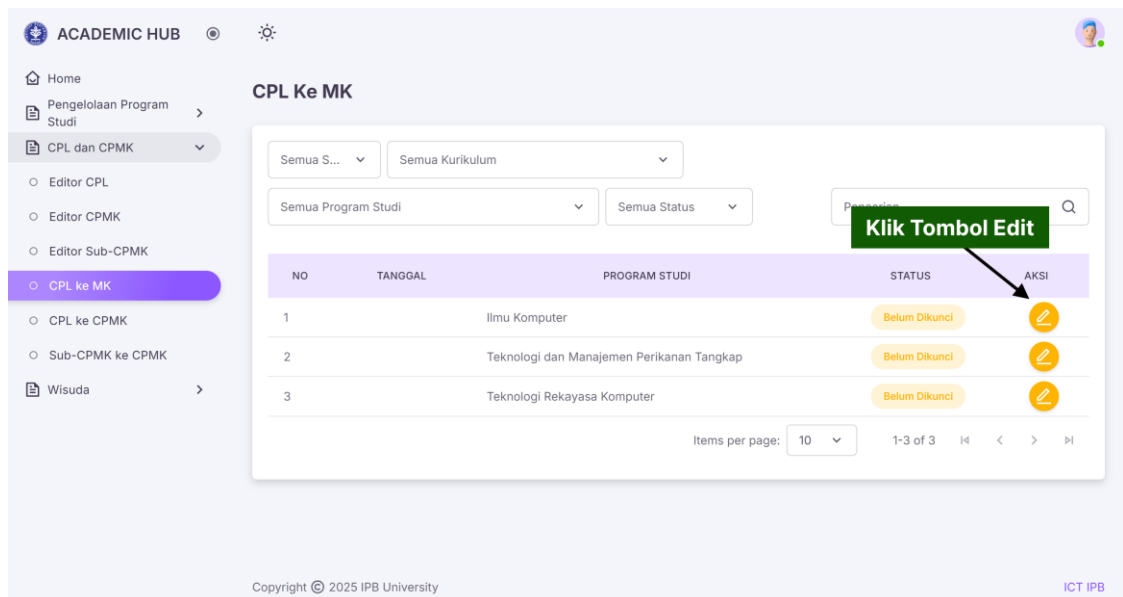 ACADEMIC HUB
Home
Pengelolaan Program
Studi
CPL dan CPMK
Editor CPL
Editor CPMK
Editor Sub-CPMK
CPL ke MK
CPL ke CPMK
Sub-CPMK ke CPMK
Wisuda
CPL Ke MK
Semua S... Semua Kurikulum
Semua Program Studi Semua Status
Klik Tombol Edit
NO TANGGAL PROGRAM STUDI STATUS AKSI
1 Ilmu Komputer Belum Dikunci
2 Teknologi dan Manajemen Perikanan Tangkap Belum Dikunci
3 Teknologi Rekayasa Komputer Belum Dikunci
Items per page: 10 1-3 of 3
Copyright © 2025 IPB University ICT IPB